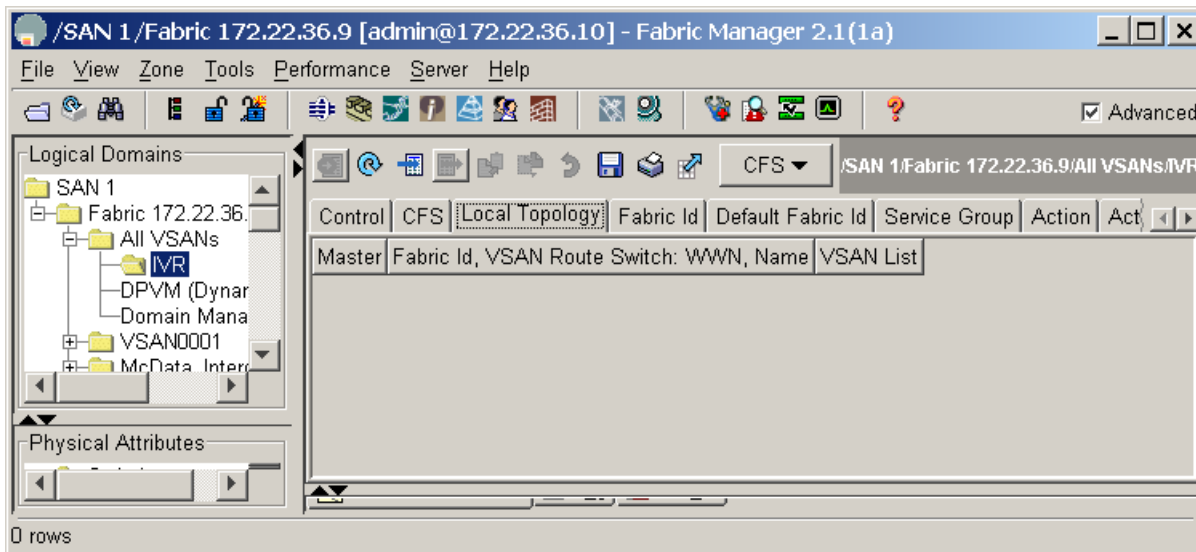 /SAN 1/Fabric 172.22.36.9 [admin@172.22.36.10] - Fabric Manager 2.1(1a)
File View Zone Tools Performance Server Help
Advanced
Logical Domains
SAN 1
Fabric 172.22.36.
All VSANs
IVR
DPVM (Dynar
Domain Mana
VSAN0001
McData_Inter
Physical Attributes
CFS
/SAN 1/Fabric 172.22.36.9/All VSANs/IVR
Control CFS Local Topology Fabric Id Default Fabric Id Service Group Action Act
Master Fabric Id, VSAN Route Switch: WWN, Name VSAN List
0 rows